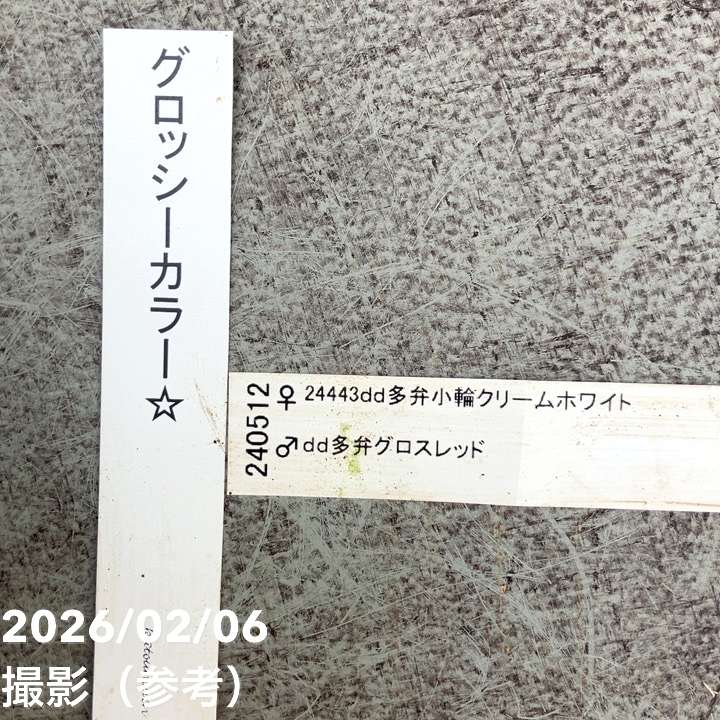 グロッシーカラー☆
240512
♀ 24443dd多弁小輪クリームホワイト
♂ dd多弁グロスレッド
2026/02/06
撮影（参考）